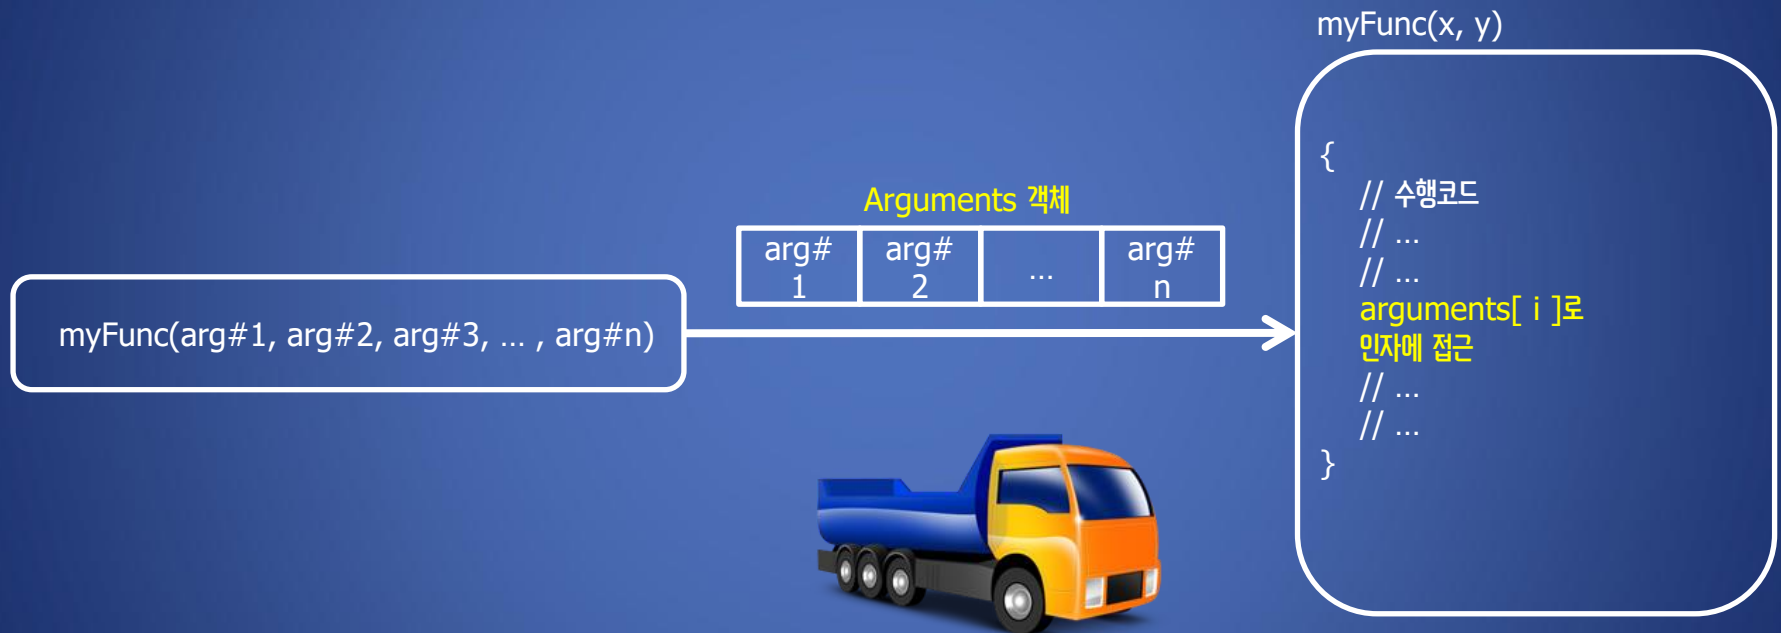 myFunc(x, y)
{
// 수행코드
// ...
// ...
arguments[ i ]로
인자에 접근
// ...
// ...
}
Arguments 객체
arg#
1
arg#
2
...
arg#
n
myFunc(arg#1, arg#2, arg#3, ... , arg#n)